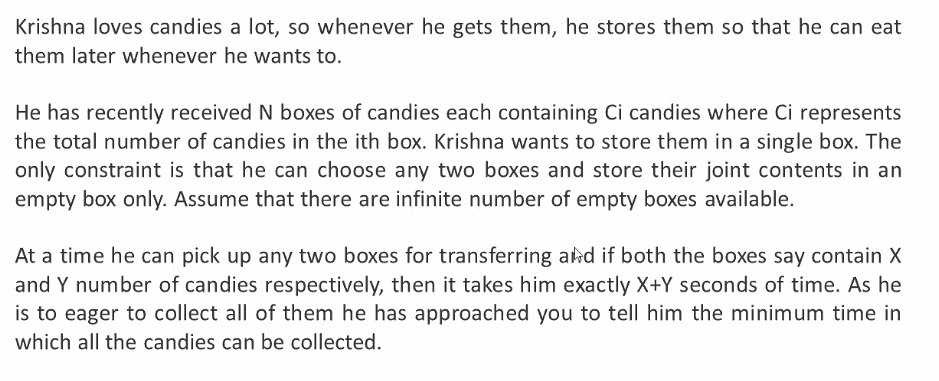 Krishna loves candies a lot, so whenever he gets them, he stores them so that he can eat
them later whenever he wants to.
He has recently received N boxes of candies each containing Ci candies where Ci represents
the total number of candies in the ith box. Krishna wants to store them in a single box. The
only constraint is that he can choose any two boxes and store their joint contents in an
empty box only. Assume that there are infinite number of empty boxes available.
At a time he can pick up any two boxes for transferring and if both the boxes say contain X
and Y number of candies respectively, then it takes him exactly X+Y seconds of time. As he
is to eager to collect all of them he has approached you to tell him the minimum time in
which all the candies can be collected.